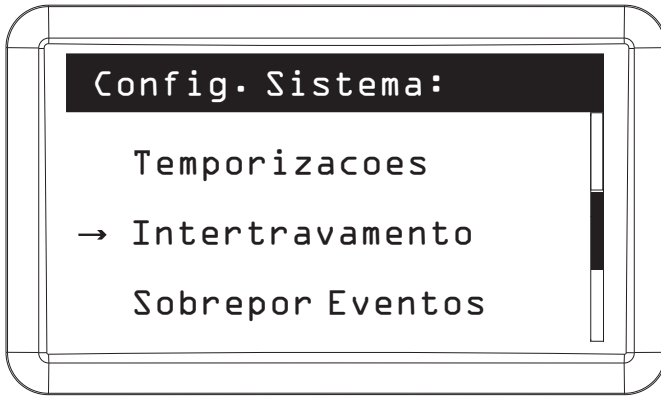 Config. Sistema:
Temporizacoes
→ Intertravamento
Sobrepor Eventos